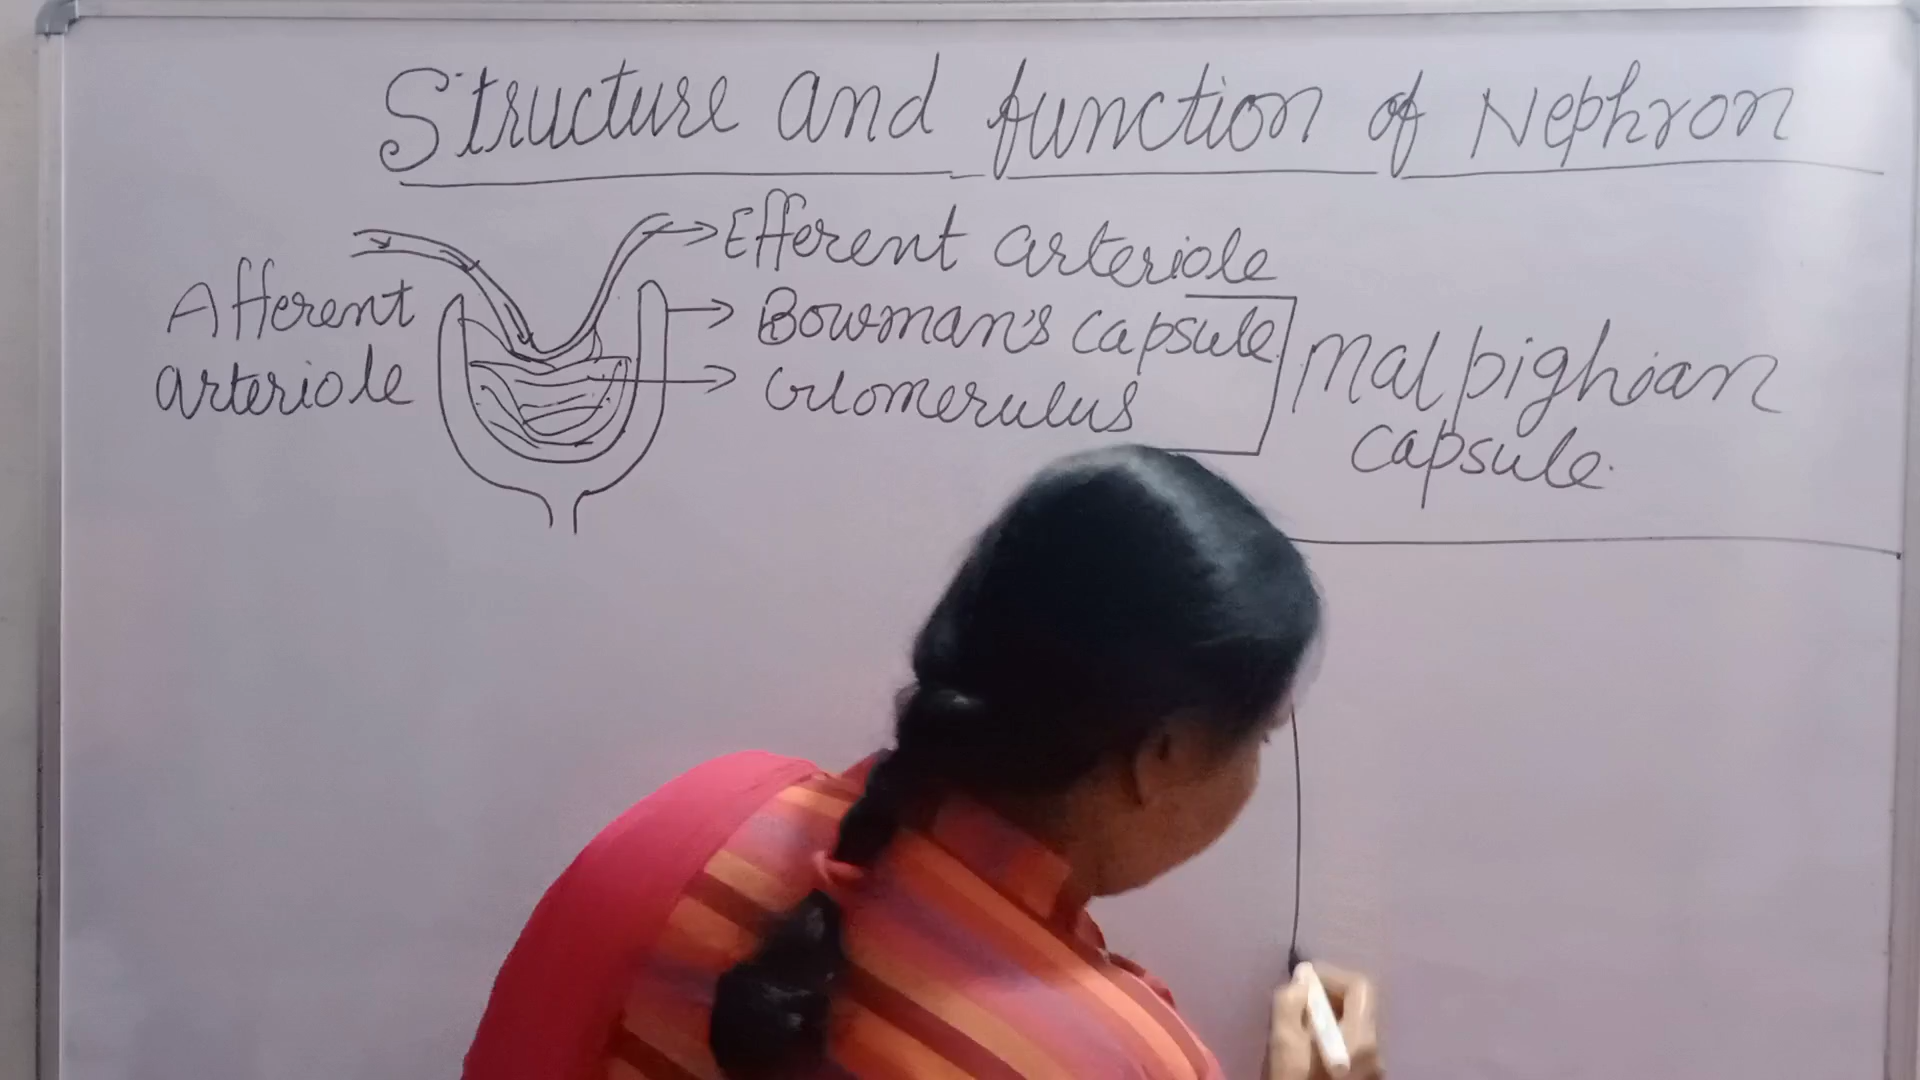 Structure and function of Nephron
Efferent arteriole
Afferent
arteriole
Bowman's capsule
Glomerulus
Malpighian
capsule.